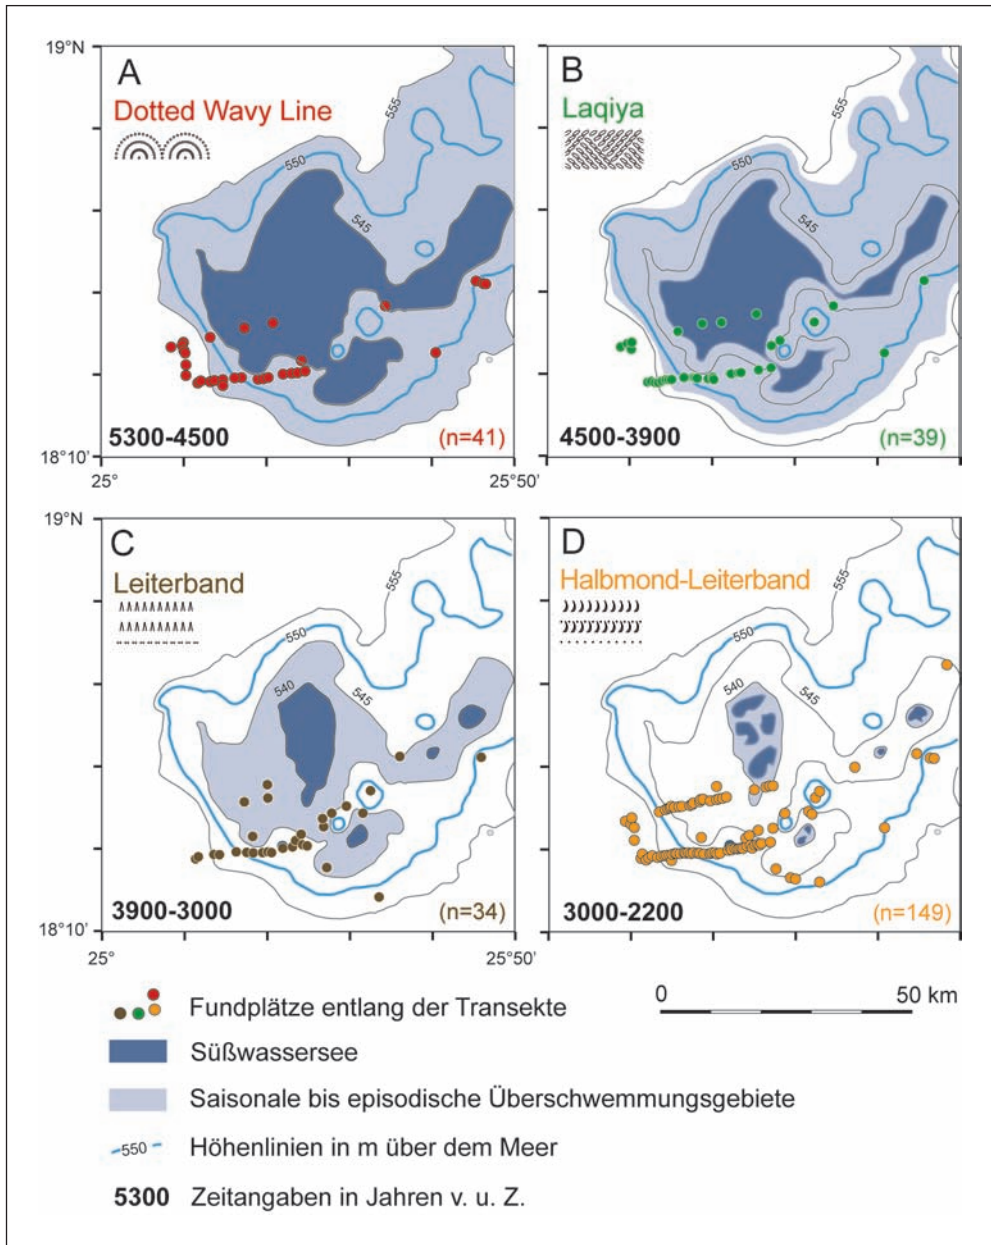 19°N
A
Dotted Wavy Line
555
550
545
5300-4500
(n=41)
18°10'
25°
25°50'
B
Laqiya
555
550
545
4500-3900
(n=39)
19°N
C
Leiterband
555
550
540
545
3900-3000
(n=34)
18°10'
25°
25°50'
D
Halbmond-Leiterband
555
550
540
545
3000-2200
(n=149)
Fundplätze entlang der Transekte
0 50 km
Süßwassersee
Saisonale bis episodische Überschwemmungsgebiete
550 Höhenlinien in m über dem Meer
5300 Zeitangaben in Jahren v. u. Z.